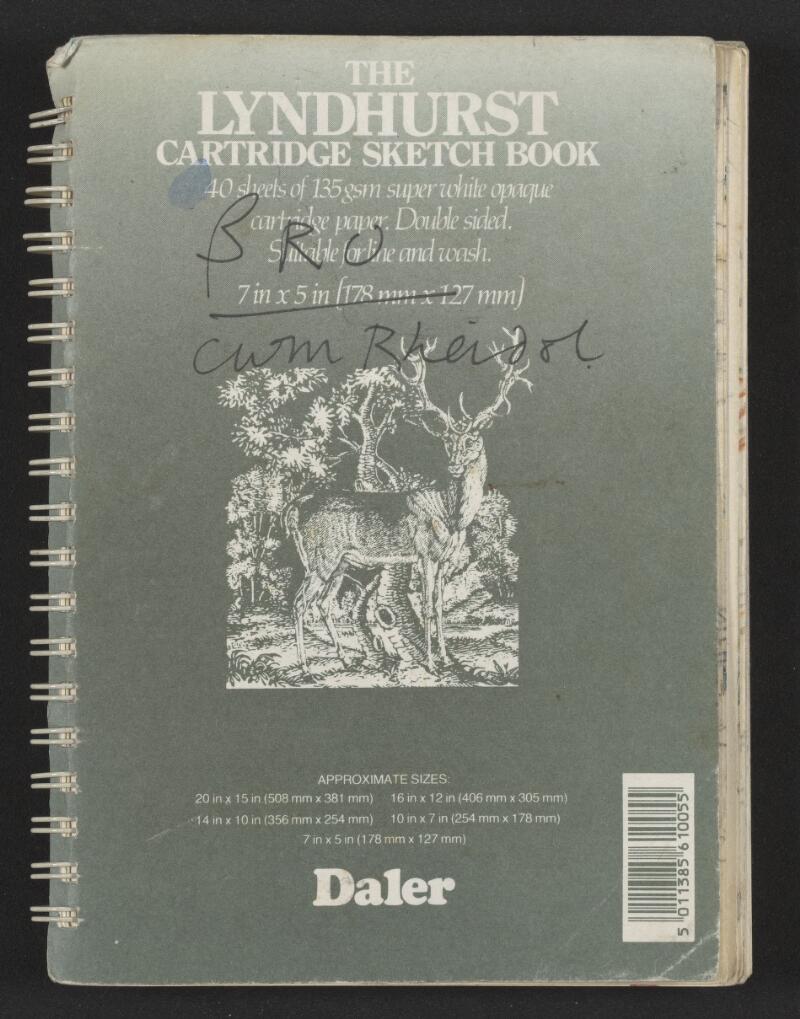 THE
LYNDHURST
CARTRIDGE SKETCH BOOK
40 sheets of 135gsm super white opaque
cartridge paper. Double sided.
Suitable for line and wash.
BRO
7 in x 5 in (178 mm x 127 mm)
Cwm Rheidol.
APPROXIMATE SIZES:
20 in x 15 in (508 mm x 381 mm) 16 in x 12 in (406 mm x 305 mm)
14 in x 10 in (356 mm x 254 mm) 10 in x 7 in (254 mm x 178 mm)
7 in x 5 in (178 mm x 127 mm)
Daler
5 011385 610055